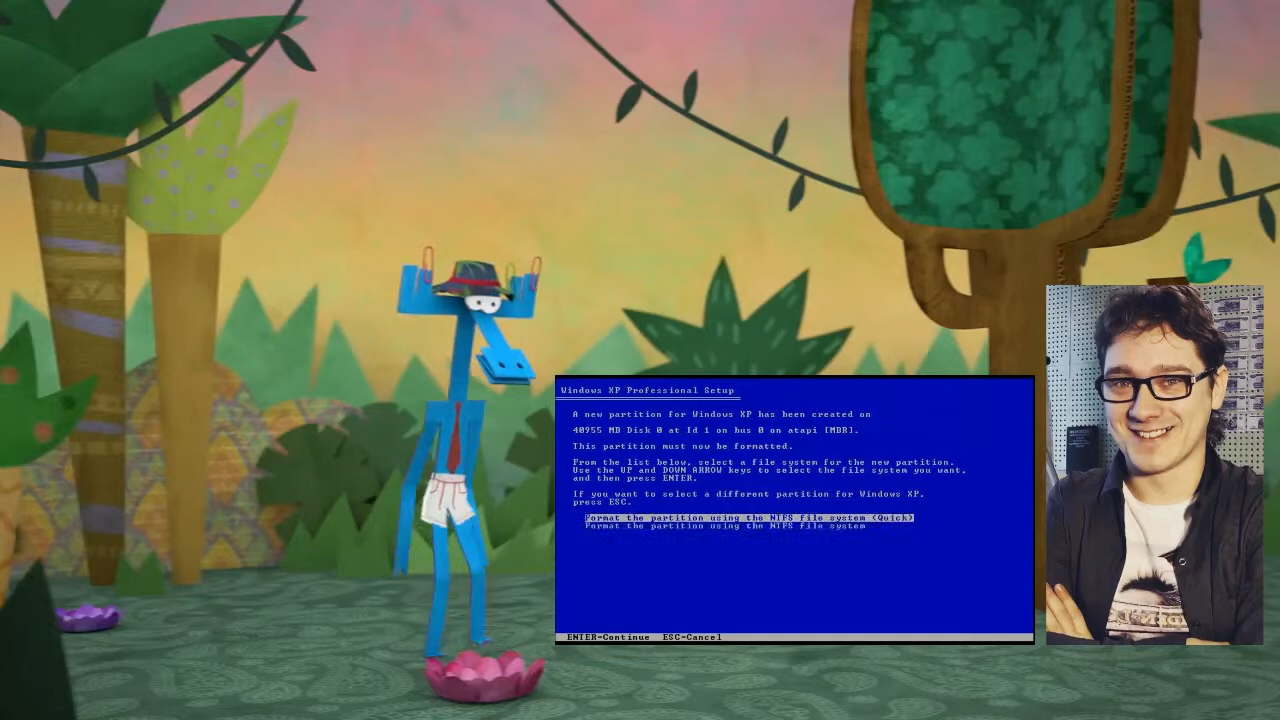 Windows XP Professional Setup
A new partition for Windows XP has been created on
40955 MB Disk 0 at Id 1 on bus 0 on atapi [MBR].
This partition must now be formatted.
From the list below, select a file system for the new partition.
Use the UP and DOWN ARROW keys to select the file system you want,
and then press ENTER.
If you want to select a different partition for Windows XP,
press ESC.
Format the partition using the NTFS file system (Quick)
Format the partition using the NTFS file system
ENTER=Continue ESC=Cancel